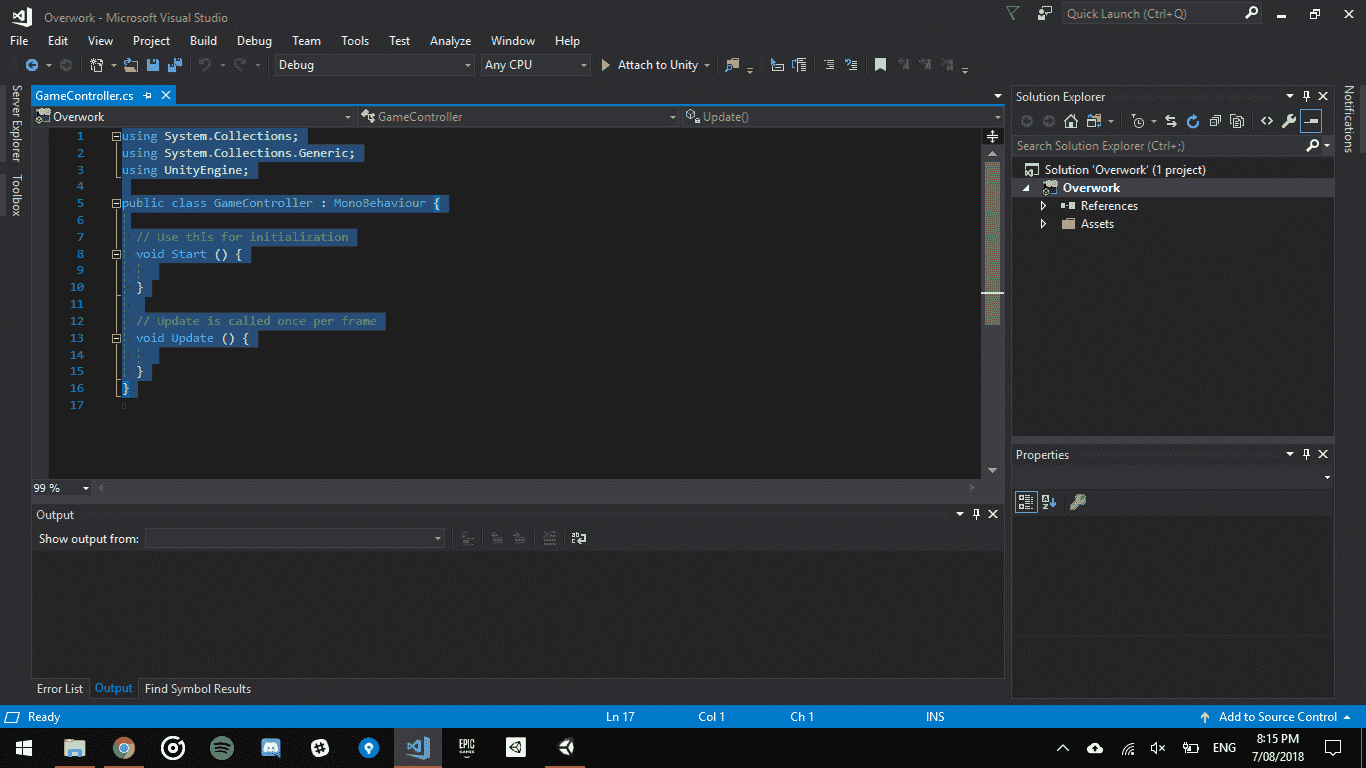 Overwork - Microsoft Visual Studio
Quick Launch (Ctrl+Q)
File Edit View Project Build Debug Team Tools Test Analyze Window Help
Debug Any CPU Attach to Unity
Server Explorer
Toolbox
GameController.cs
Overwork GameController Update()
1 using System.Collections;
2 using System.Collections.Generic;
3 using UnityEngine;
4
5 public class GameController : MonoBehaviour {
6
7 // Use this for initialization
8 void Start () {
9
10 }
11
12 // Update is called once per frame
13 void Update () {
14
15 }
16 }
17
99 %
Output
Show output from:
Error List Output Find Symbol Results
Solution Explorer
Search Solution Explorer (Ctrl+;)
Solution 'Overwork' (1 project)
Overwork
References
Assets
Properties
Notifications
Ready Ln 17 Col 1 Ch 1 INS Add to Source Control
EPIC
GAMES
ENG
8:15 PM
7/08/2018